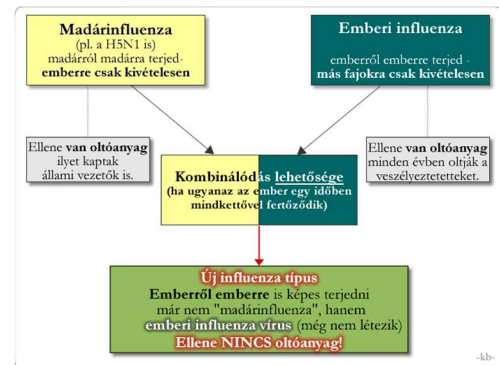 Madárinfluenza
(pl. a H5N1 is)
madárról madárra terjed-
emberre csak kivételesen
Emberi influenza
emberről emberre terjed -
más fajokra csak kivételesen
Ellene van oltóanyag
ilyet kaptak
állami vezetők is.
Ellene van oltóanyag
minden évben oltják a
veszélyeztetetteket.
Kombinálódás lehetősége
(ha ugyanaz az ember egy időben
mindkettővel fertőződik)
Új influenza típus
Emberről emberre is képes terjedni
már nem "madárinfluenza", hanem
emberi influenza vírus (még nem létezik)
Ellene NINCS oltóanyag!
-kb-